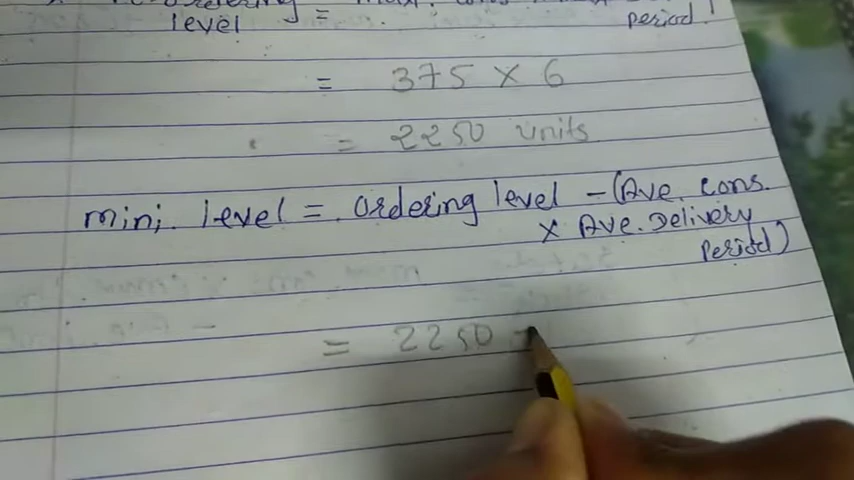 level =
period)
= 375 × 6
= 2250 units
mini. level = ordering level - (Ave. cons.
× Ave. Delivery
period)
= 2250 -